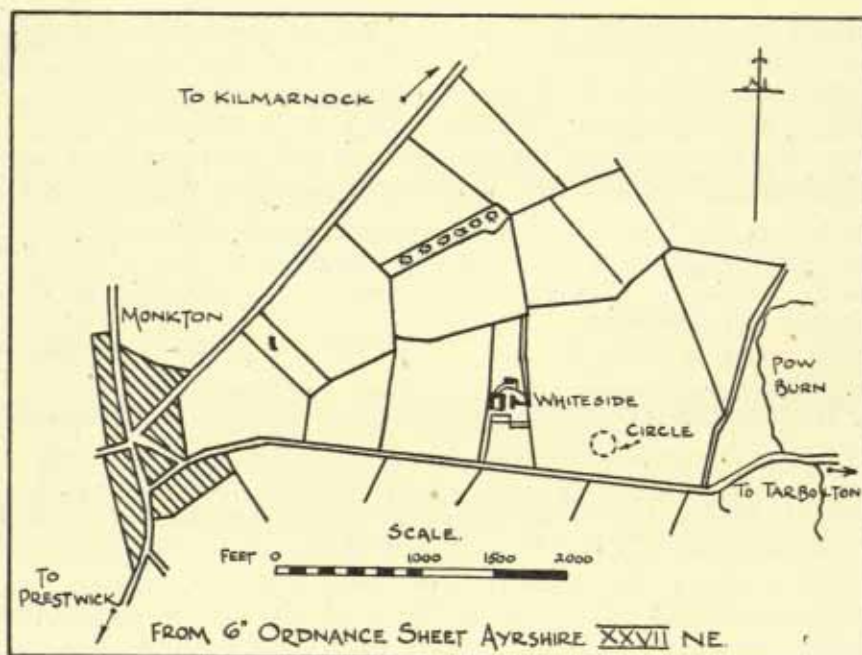 TO KILMARNOCK
N
MONKTON
POW
BURN
WHITESIDE
CIRCLE
TO TARBOLTON
SCALE.
FEET 0 1000 1500 2000
TO
PRESTWICK
FROM 6" ORDNANCE SHEET AYRSHIRE XXVII NE.